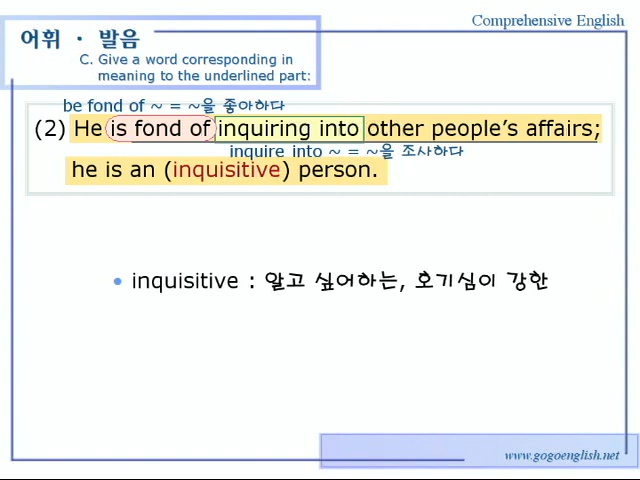 Comprehensive English
어휘 · 발음
C. Give a word corresponding in
meaning to the underlined part:
be fond of ~ = ~을 좋아하다
(2) He is fond of inquiring into other people's affairs;
inquire into ~ = ~을 조사하다
he is an (inquisitive) person.
• inquisitive : 알고 싶어하는, 호기심이 강한
www.gogoenglish.net